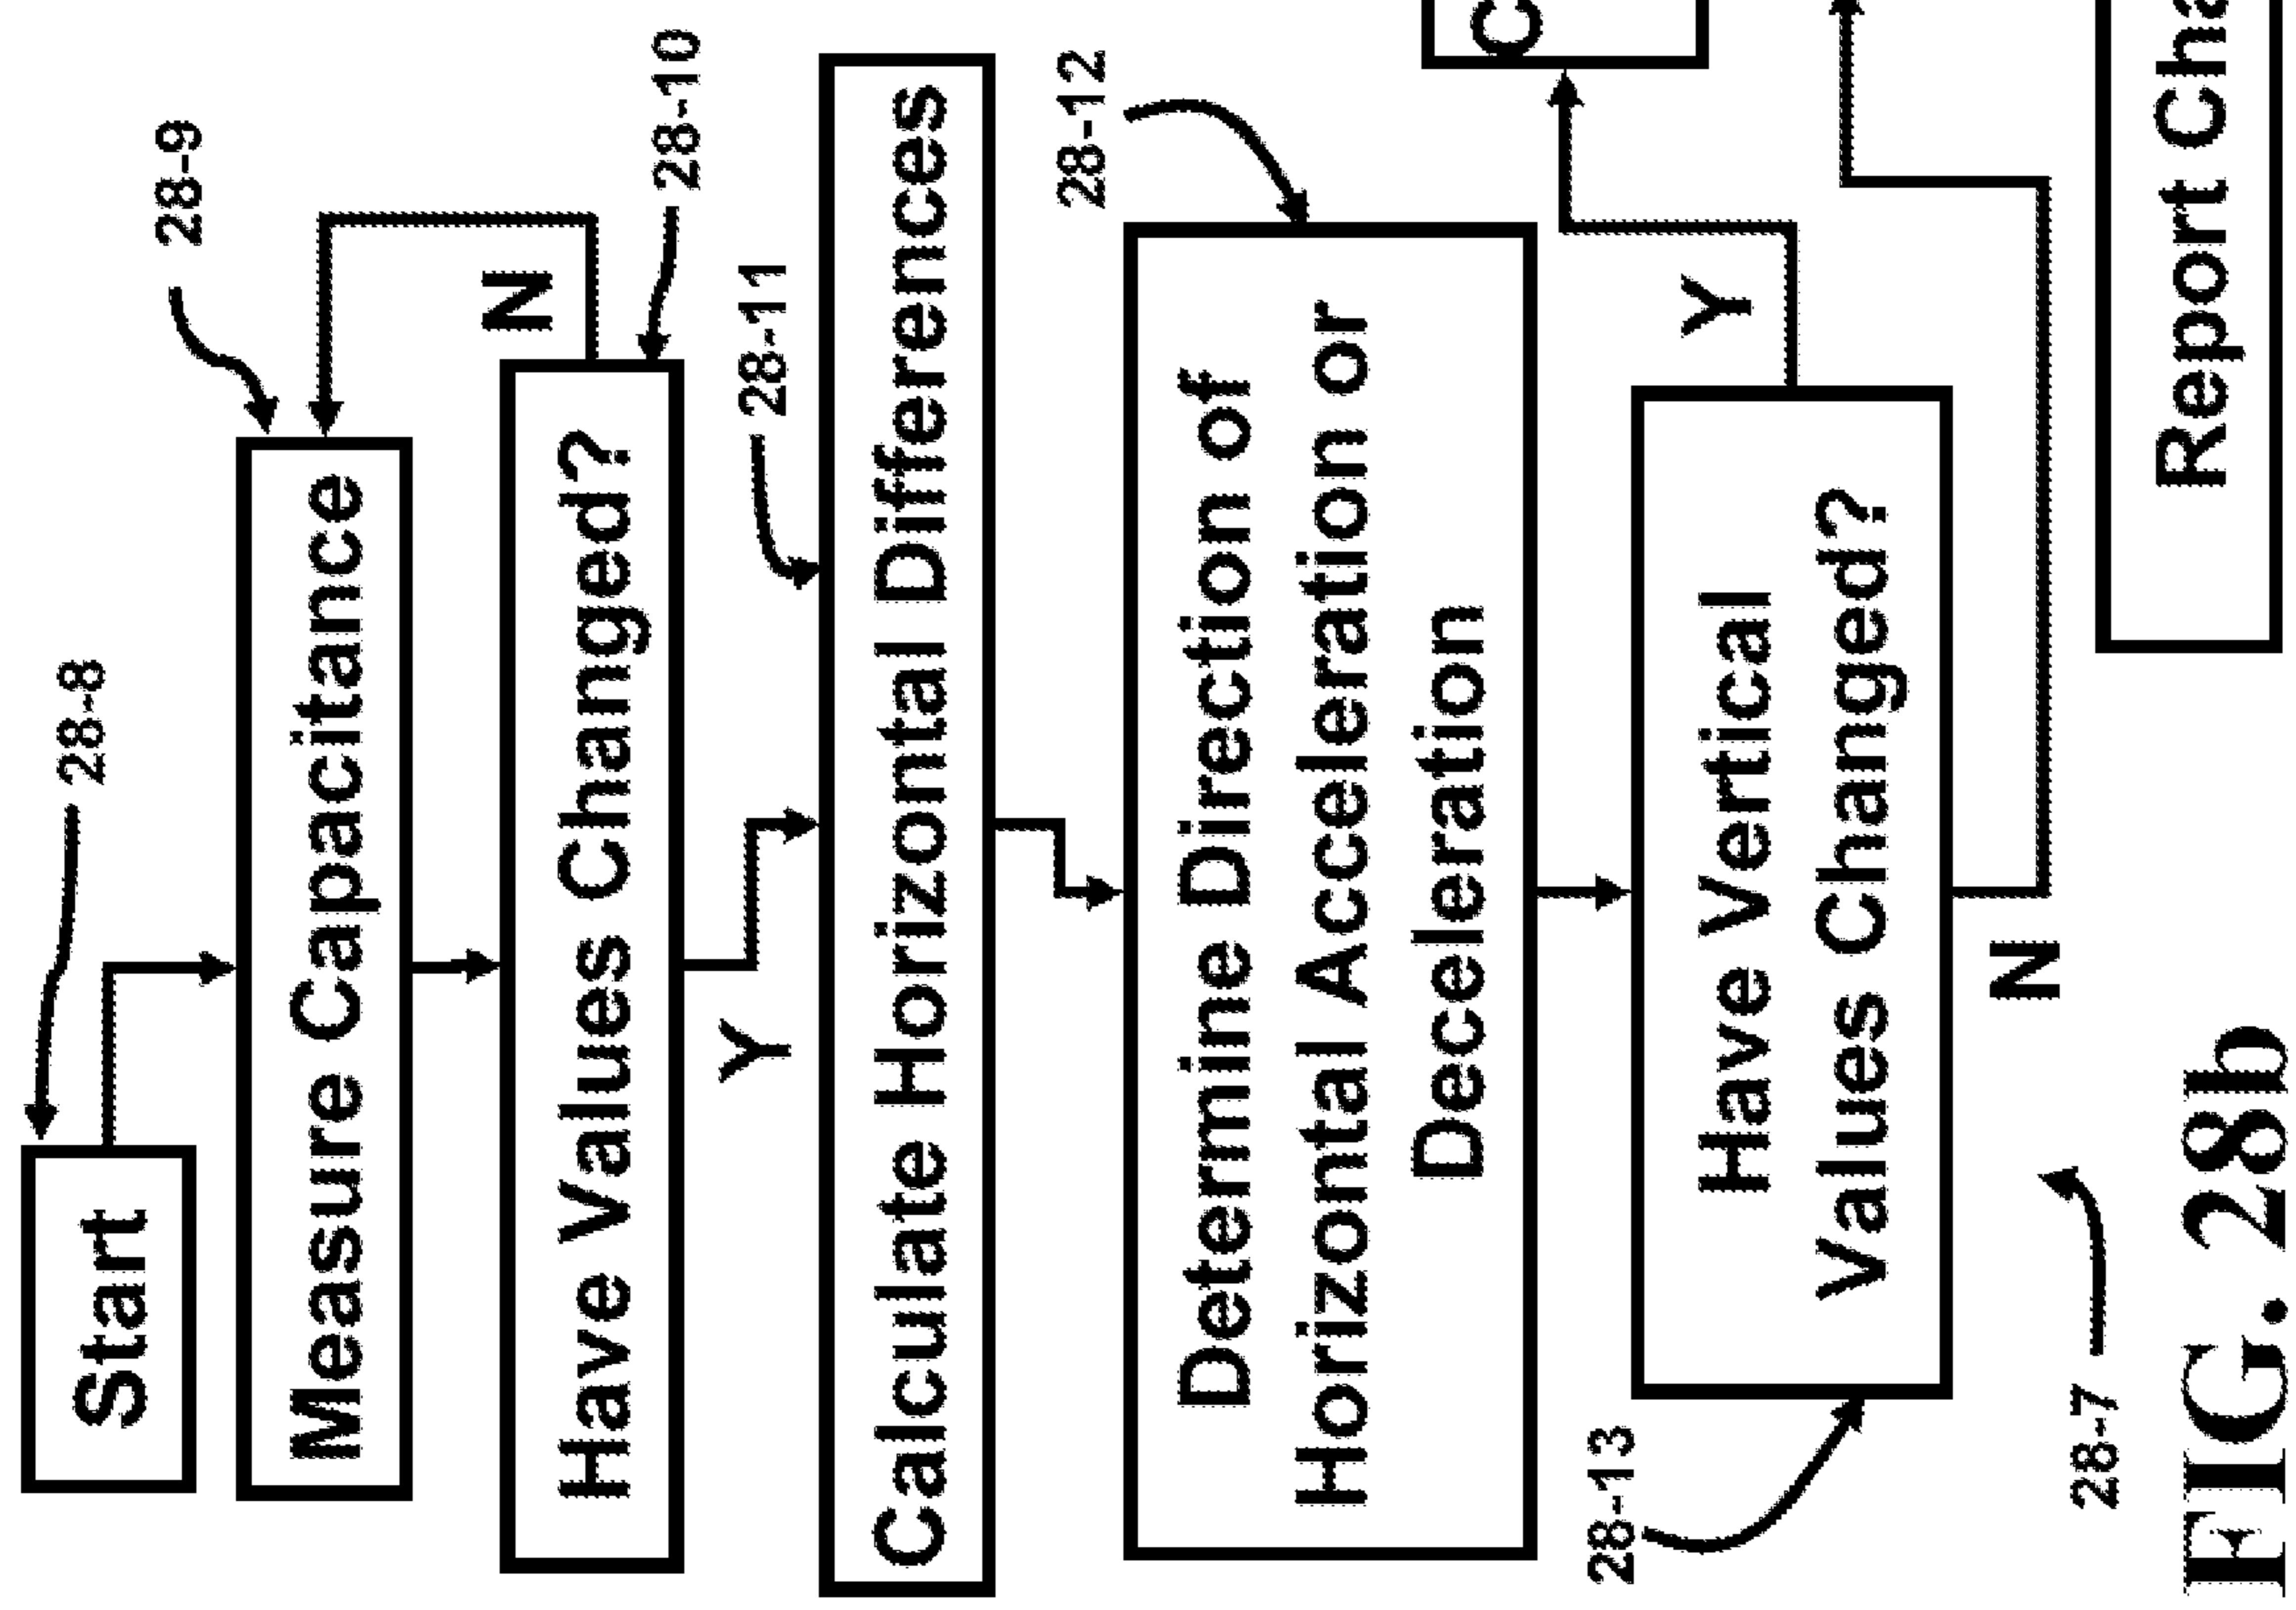 28-8
Start
28-9
Measure Capacitance
N
28-10
Have Values Changed?
Y
28-11
Calculate Horizontal Differences
28-12
Determine Direction of
Horizontal Acceleration or
Deceleration
28-13
Have Vertical
Values Changed?
Y
N
Report
28-7
FIG. 28b